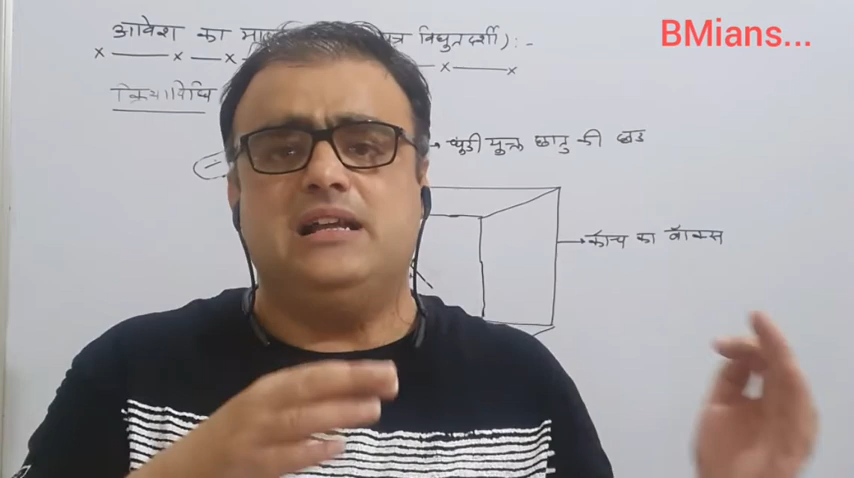 BMians...
आवेश का विद्युतदर्शी):-
क्रियाविधि
धातु की छड़
काँच का बॉक्स